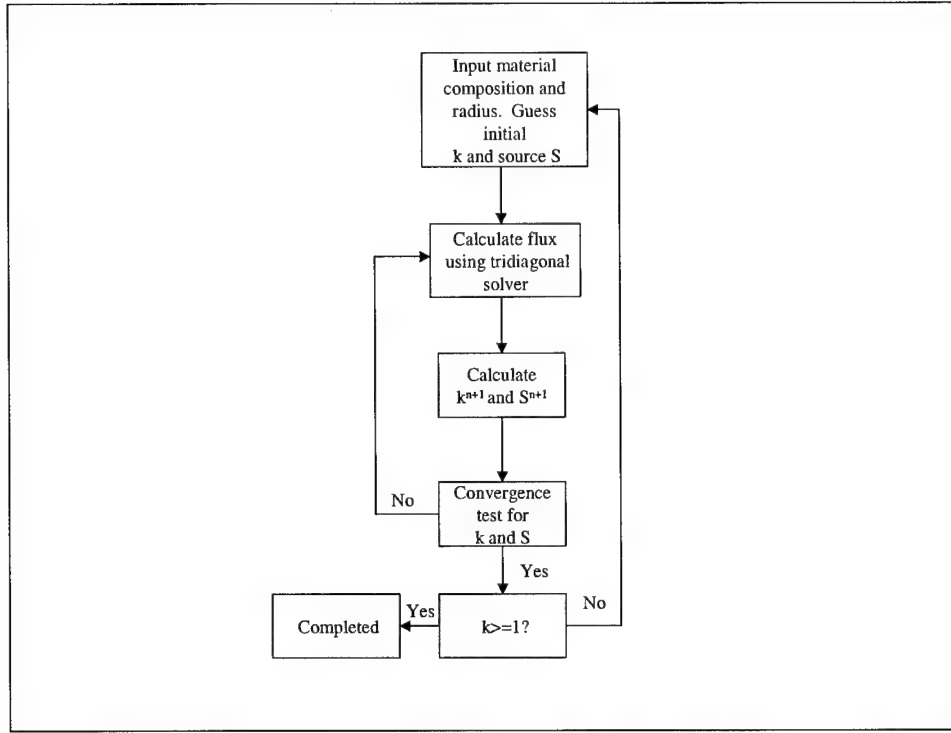 Input material
composition and
radius. Guess
initial
k and source S
Calculate flux
using tridiagonal
solver
Calculate
kⁿ⁺¹ and Sⁿ⁺¹
No
Convergence
test for
k and S
Yes
Completed
Yes
k>=1?
No